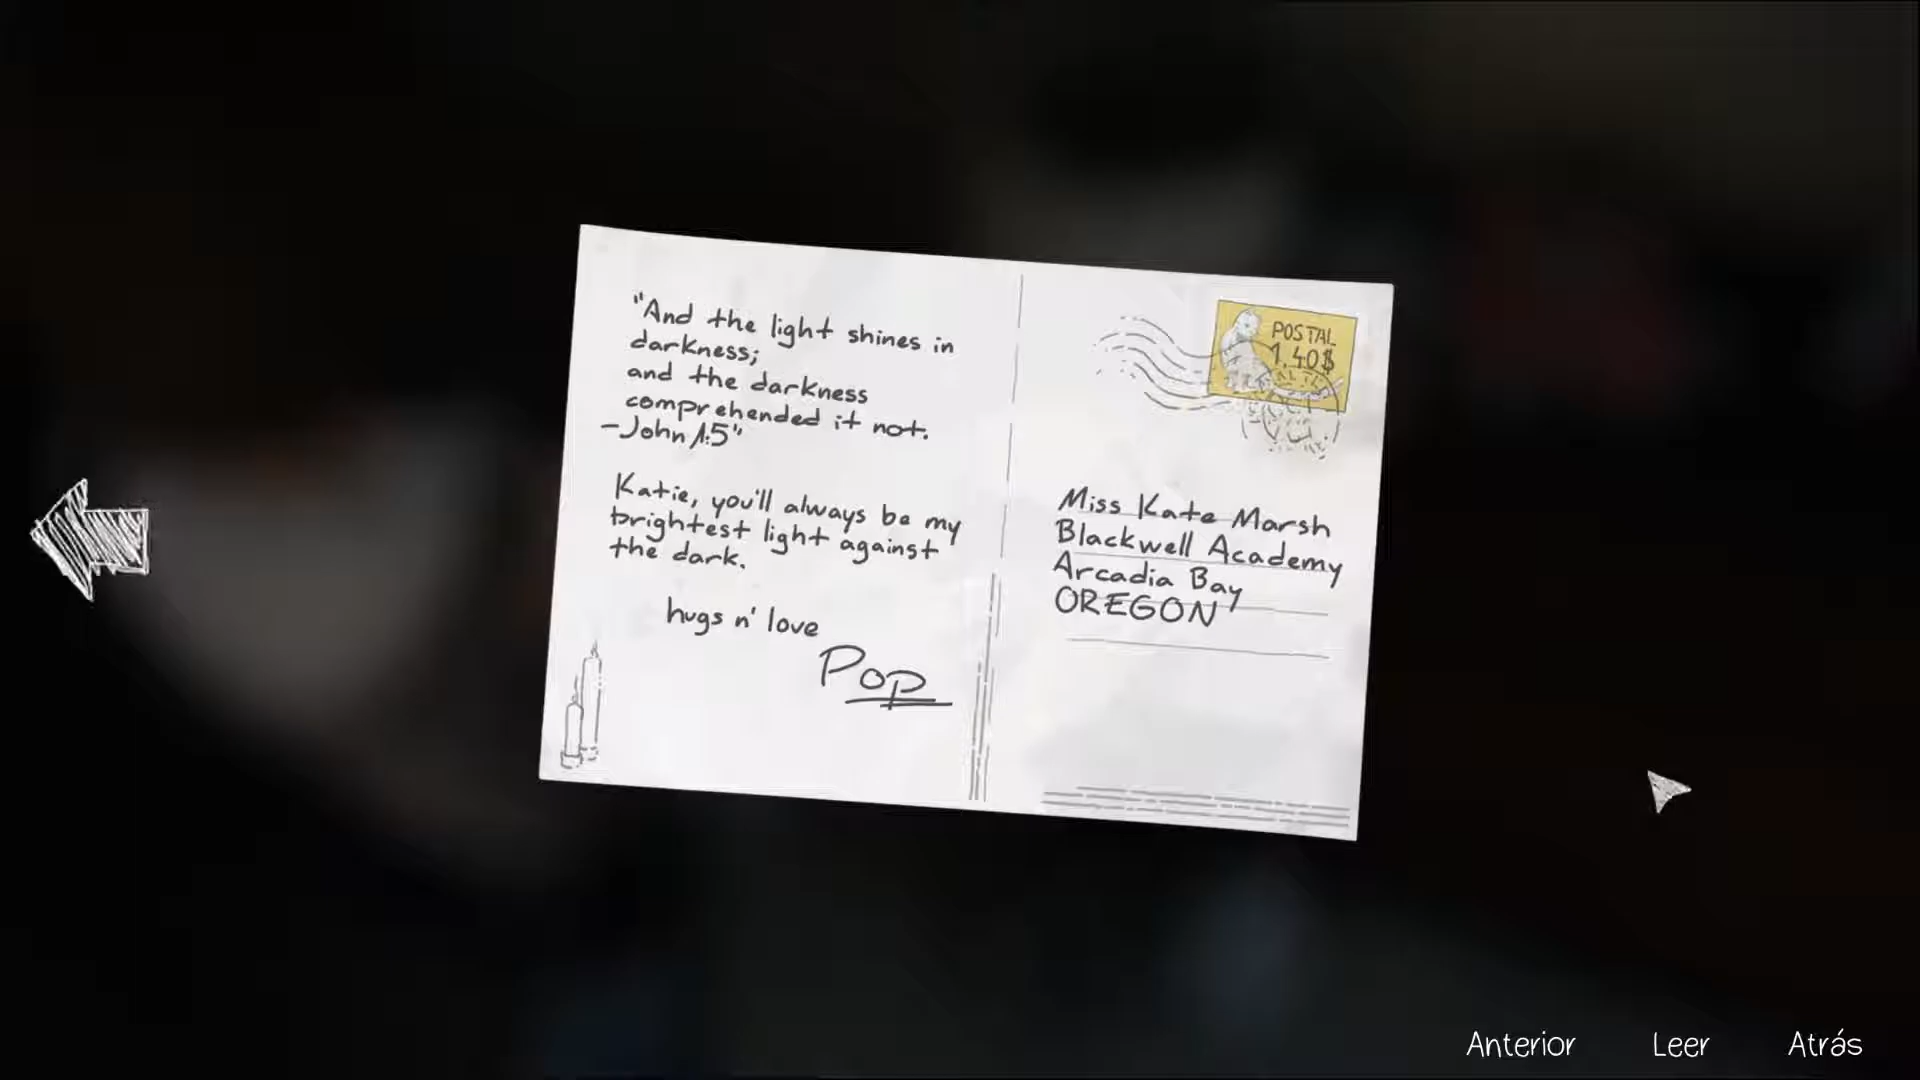 "And the light shines in
darkness;
and the darkness
comprehended it not.
-John 1:5"
Katie, you'll always be my
brightest light against
the dark.
hugs n' love
Pop
POSTAL
1.40$
Miss Kate Marsh
Blackwell Academy
Arcadia Bay
OREGON
Anterior
Leer
Atrás